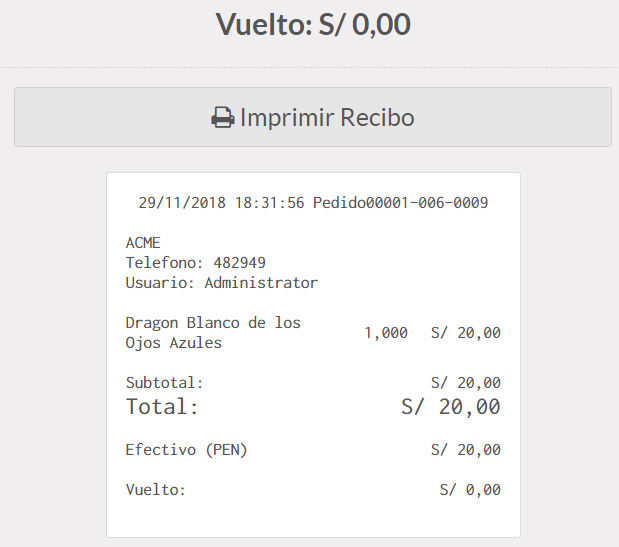 Vuelto: S/ 0,00
Imprimir Recibo
29/11/2018 18:31:56 Pedido00001-006-0009
ACME
Telefono: 482949
Usuario: Administrator
Dragon Blanco de los
Ojos Azules 1,000 S/ 20,00
Subtotal: S/ 20,00
Total: S/ 20,00
Efectivo (PEN) S/ 20,00
Vuelto: S/ 0,00